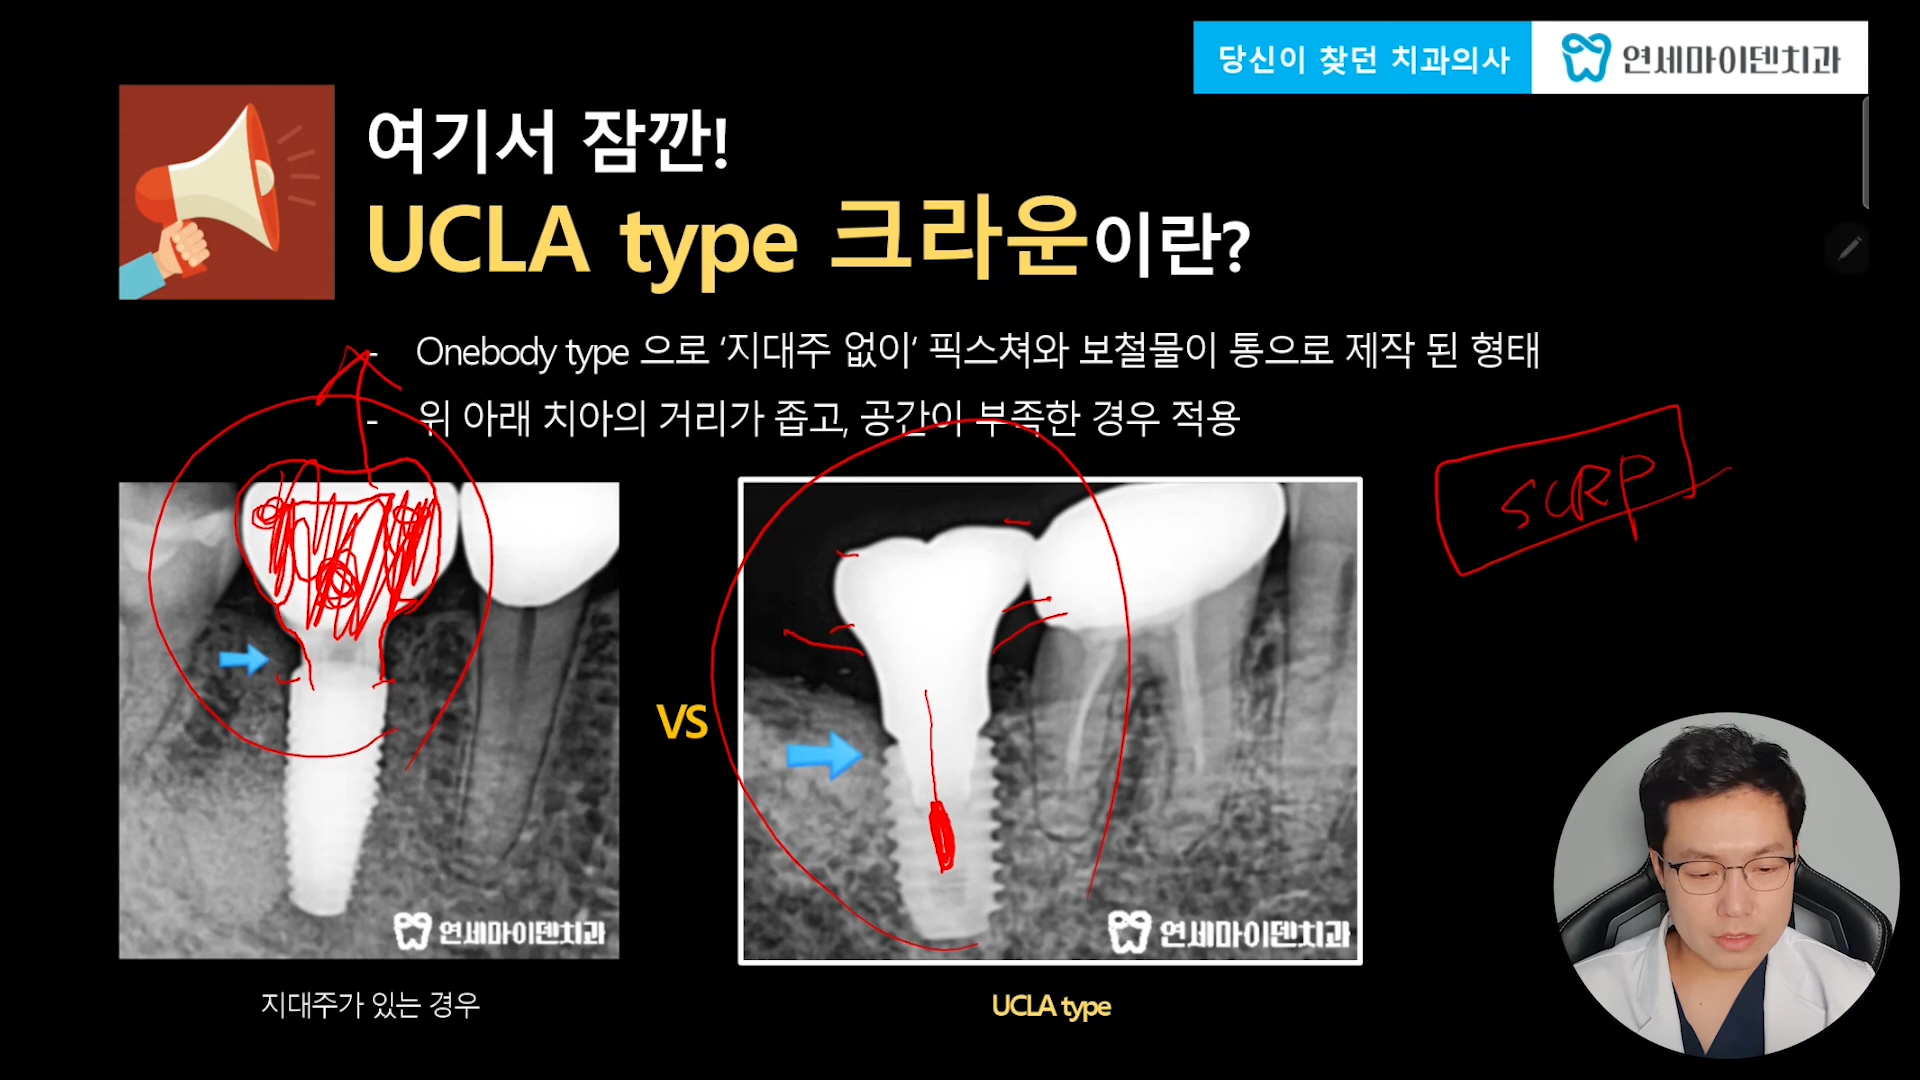 당신이 찾던 치과의사
연세마이덴치과
여기서 잠깐!
UCLA type 크라운이란?
- Onebody type 으로 ‘지대주 없이‘ 픽스쳐와 보철물이 통으로 제작 된 형태
- 위 아래 치아의 거리가 좁고, 공간이 부족한 경우 적용
SCRP
VS
연세마이덴치과
연세마이덴치과
지대주가 있는 경우
UCLA type